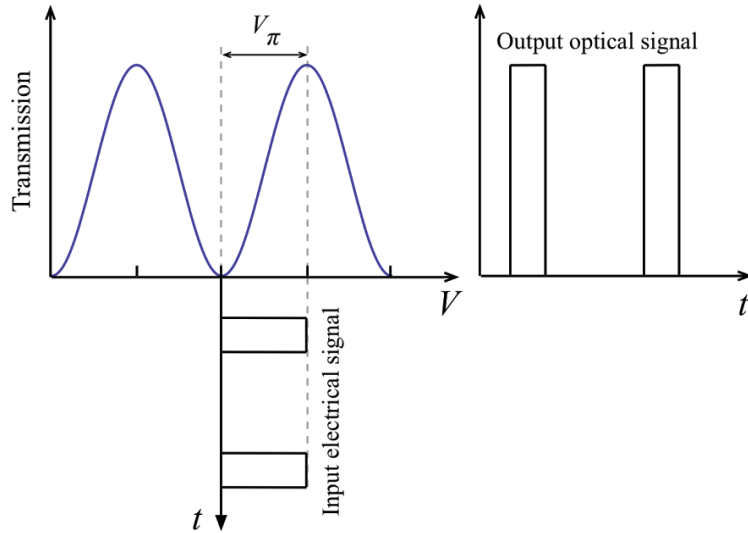 V_π
Transmission
V
Input electrical signal
t
Output optical signal
t